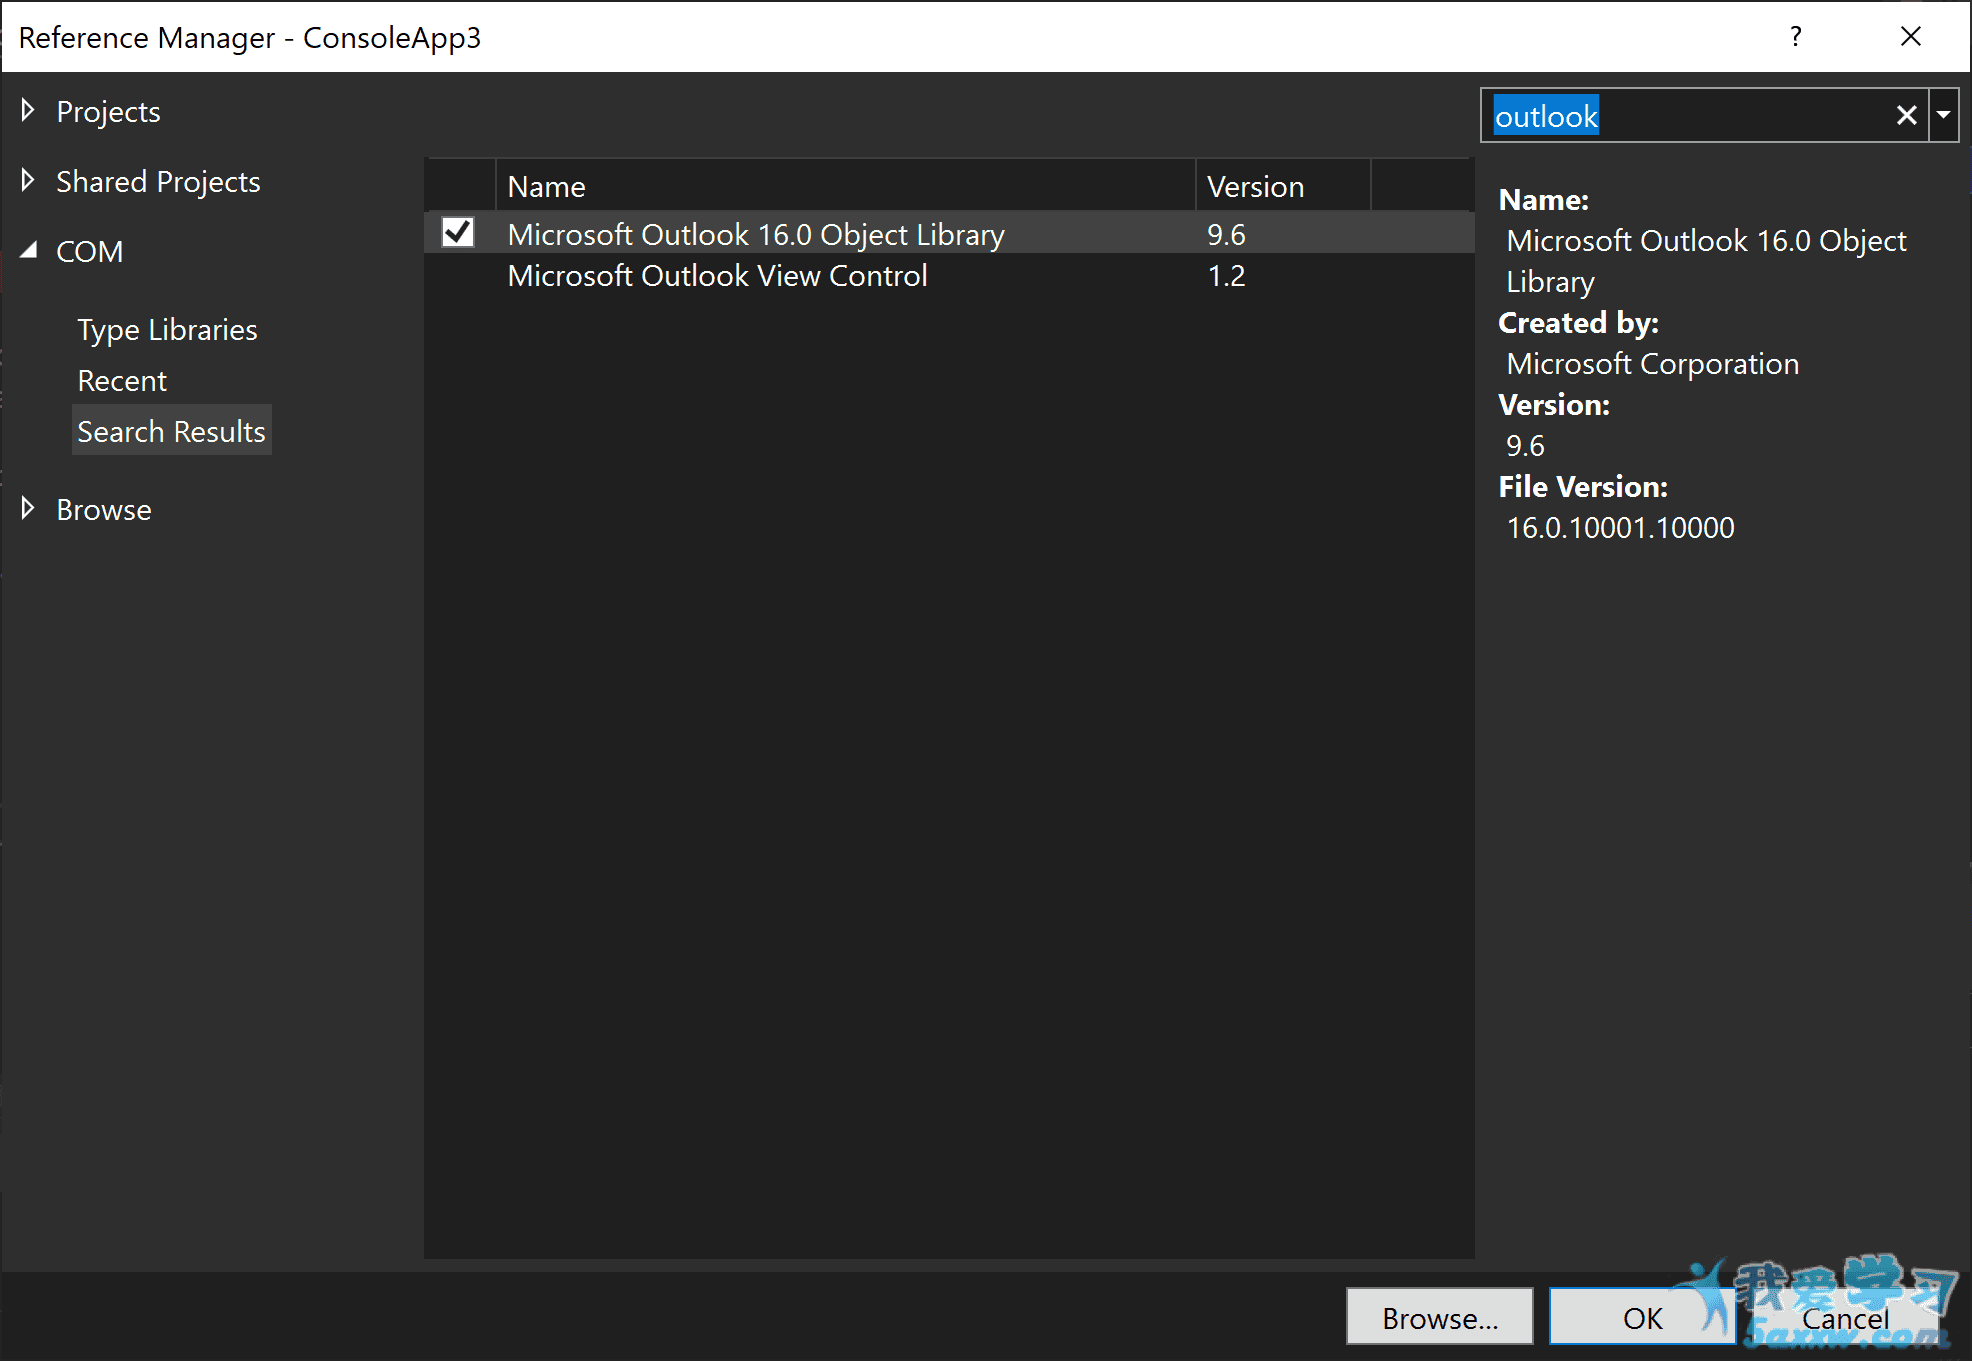 Reference Manager - ConsoleApp3
?
Projects
Shared Projects
COM
Type Libraries
Recent
Search Results
Browse
Name Version
Microsoft Outlook 16.0 Object Library 9.6
Microsoft Outlook View Control 1.2
outlook
Name:
Microsoft Outlook 16.0 Object
Library
Created by:
Microsoft Corporation
Version:
9.6
File Version:
16.0.10001.10000
Browse...
OK
Cancel
我爱学习
5axxw.com